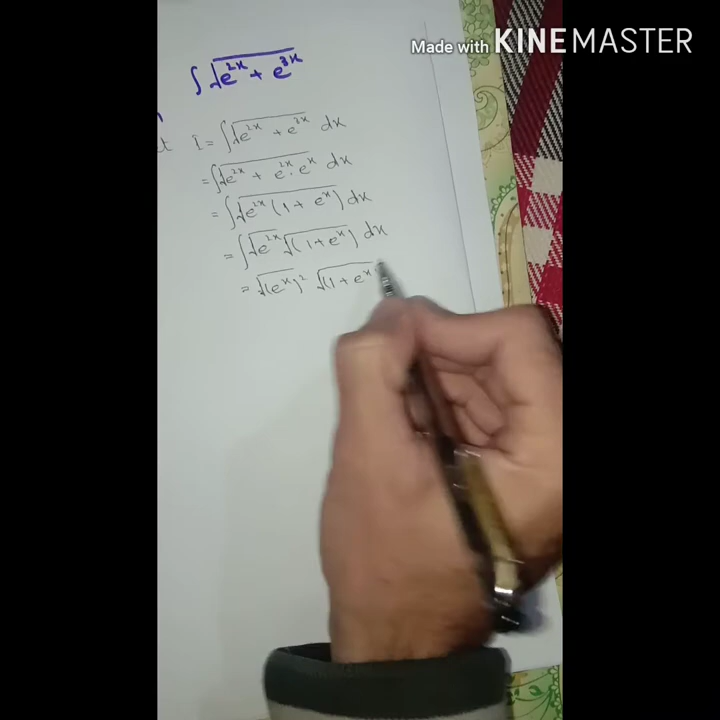 Made with KINEMASTER
∫√e^2x + e^3x
I = ∫√e^2x + e^3x dx
= ∫√e^2x + e^2x . e^x dx
= ∫√e^2x (1 + e^x) dx
= ∫√e^2x √(1 + e^x) dx
= √(e^x)^2 √(1 + e^x